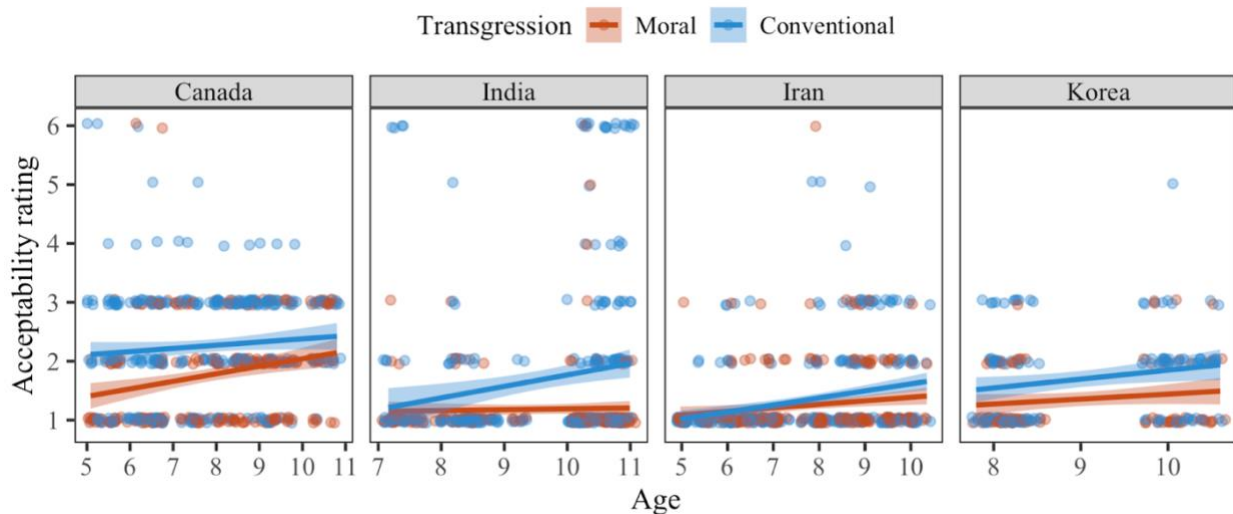 Transgression Moral Conventional
Canada India Iran Korea
Acceptability rating
6
5
4
3
2
1
5 6 7 8 9 10 11 7 8 9 10 11 5 6 7 8 9 10 8 9 10
Age